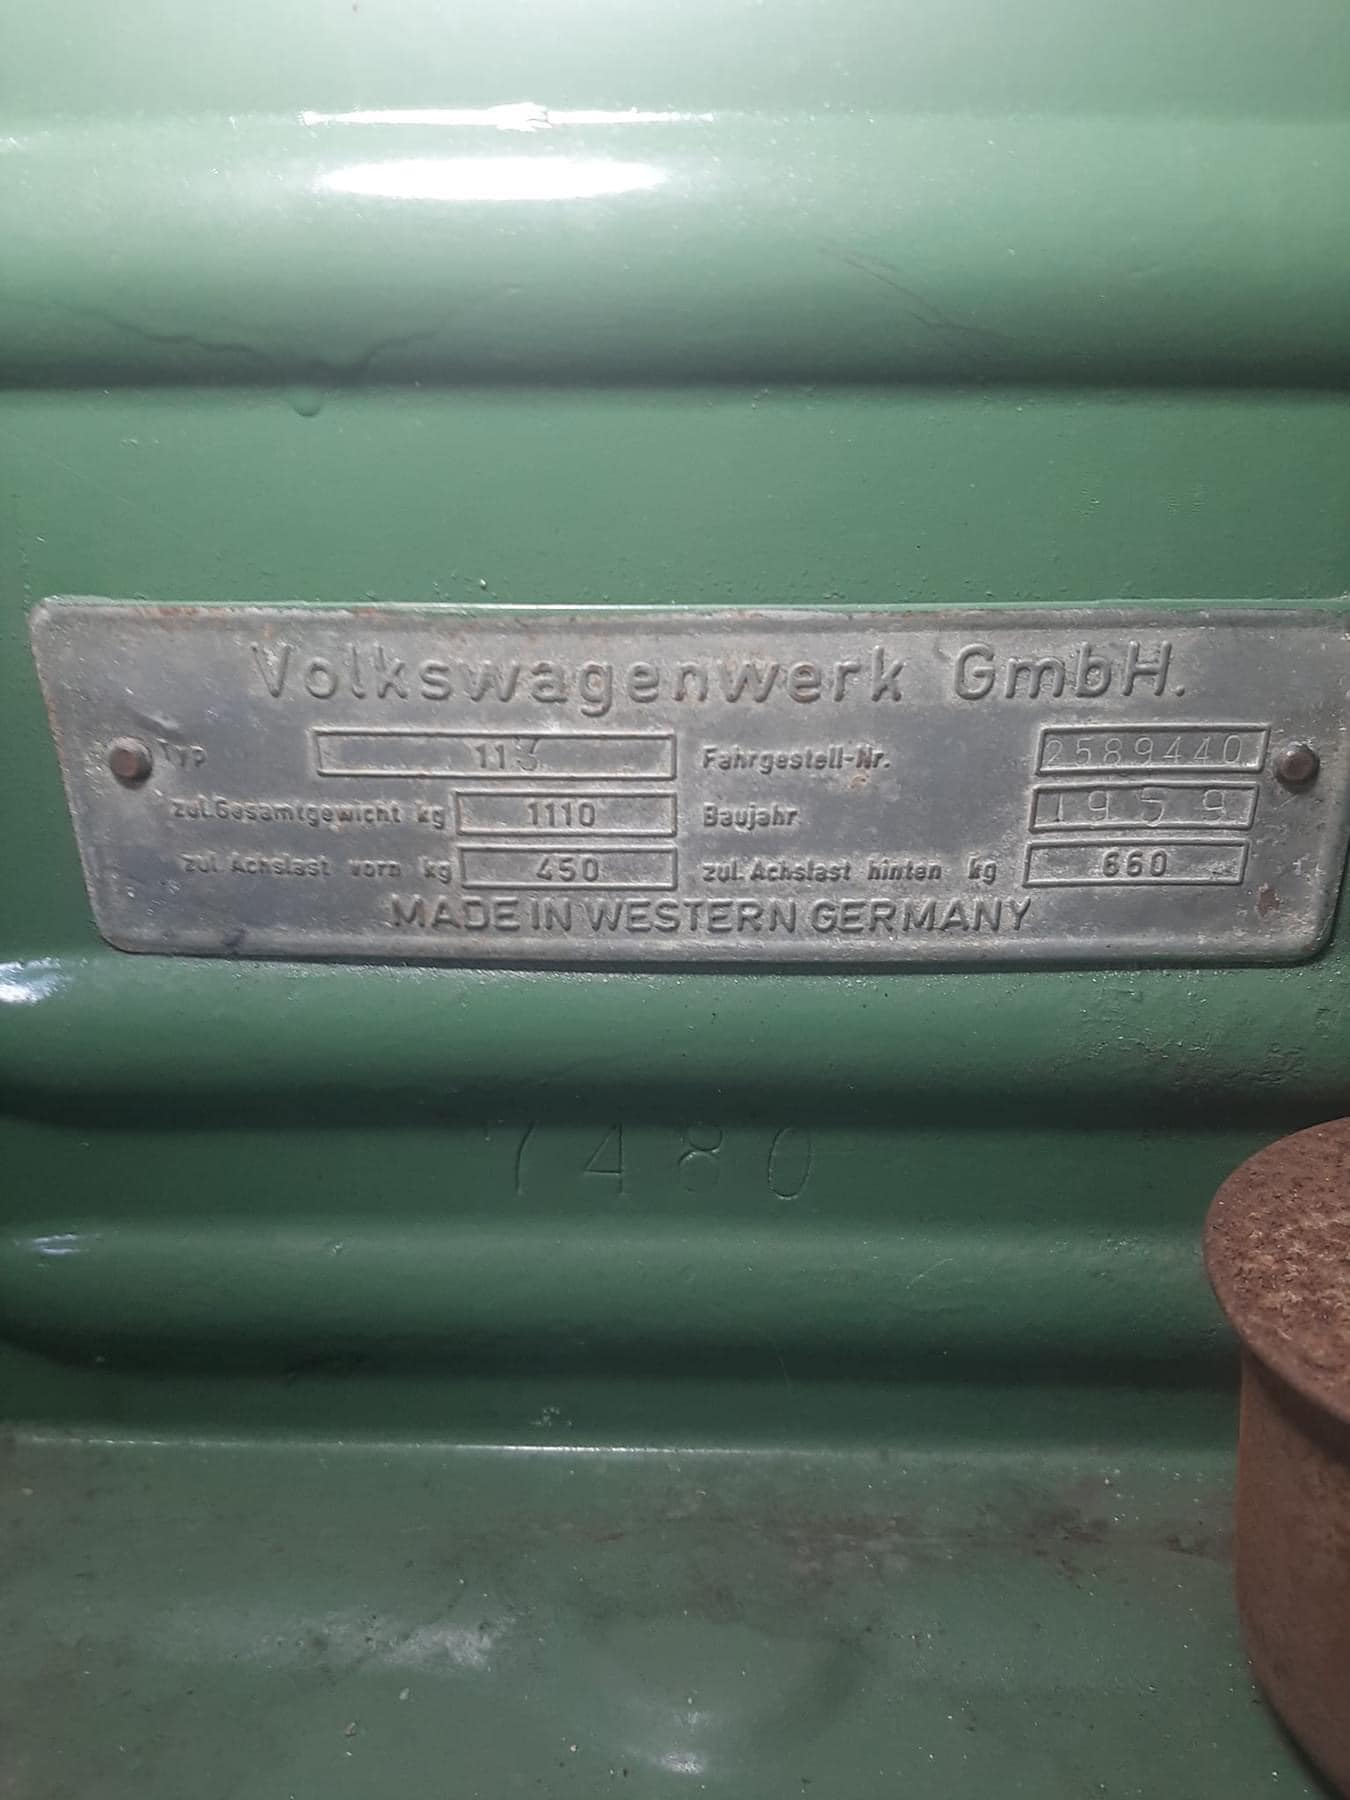 Volkswagenwerk GmbH.
Typ 113 Fahrgestell-Nr. 2589440
zul.Gesamtgewicht kg 1110 Baujahr 1959
zul Achslast vorn kg 450 zul. Achslast hinten kg 660
MADE IN WESTERN GERMANY
7480